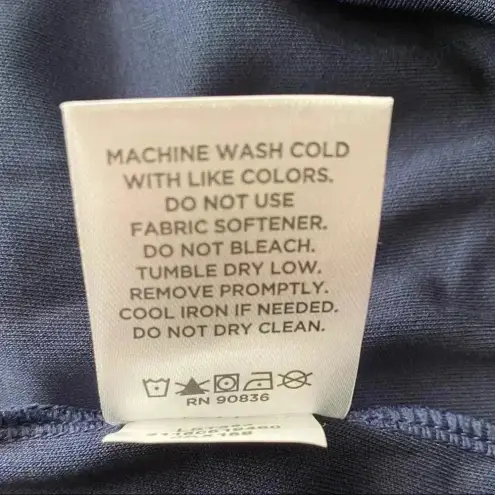 MACHINE WASH COLD
WITH LIKE COLORS.
DO NOT USE
FABRIC SOFTENER.
DO NOT BLEACH.
TUMBLE DRY LOW.
REMOVE PROMPTLY.
COOL IRON IF NEEDED.
DO NOT DRY CLEAN.
RN 90836